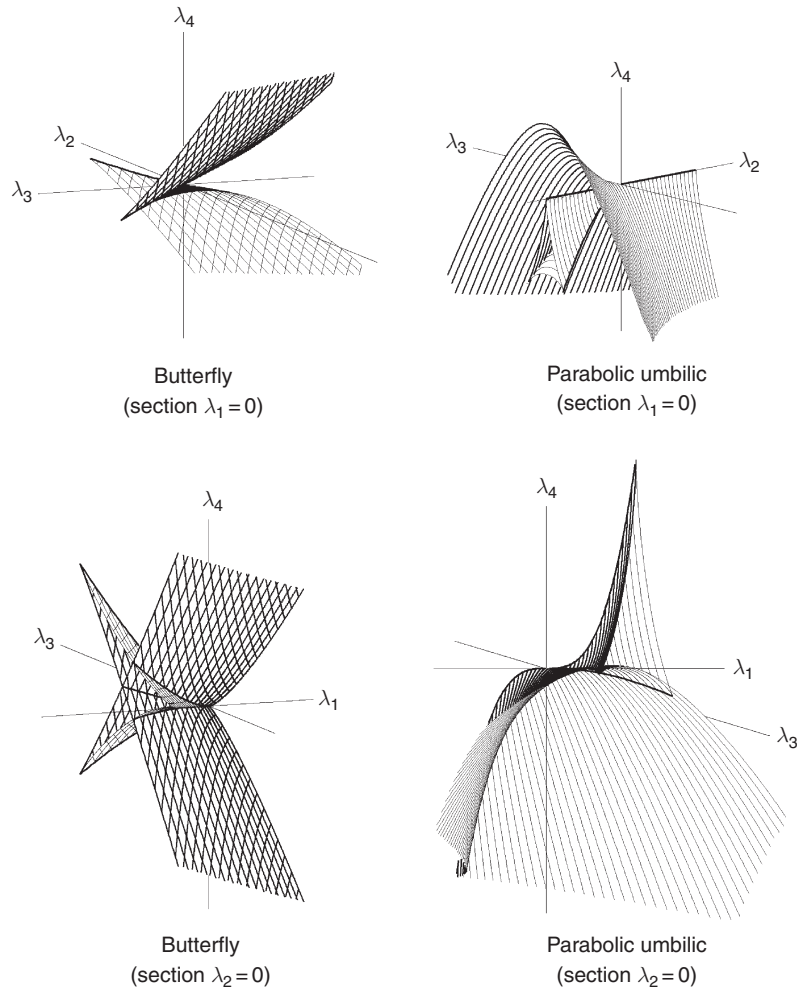 λ4
λ2
λ3
Butterfly
(section λ1 = 0)
λ4
λ3
λ2
Parabolic umbilic
(section λ1 = 0)
λ4
λ3
λ1
Butterfly
(section λ2 = 0)
λ4
λ1
λ3
Parabolic umbilic
(section λ2 = 0)